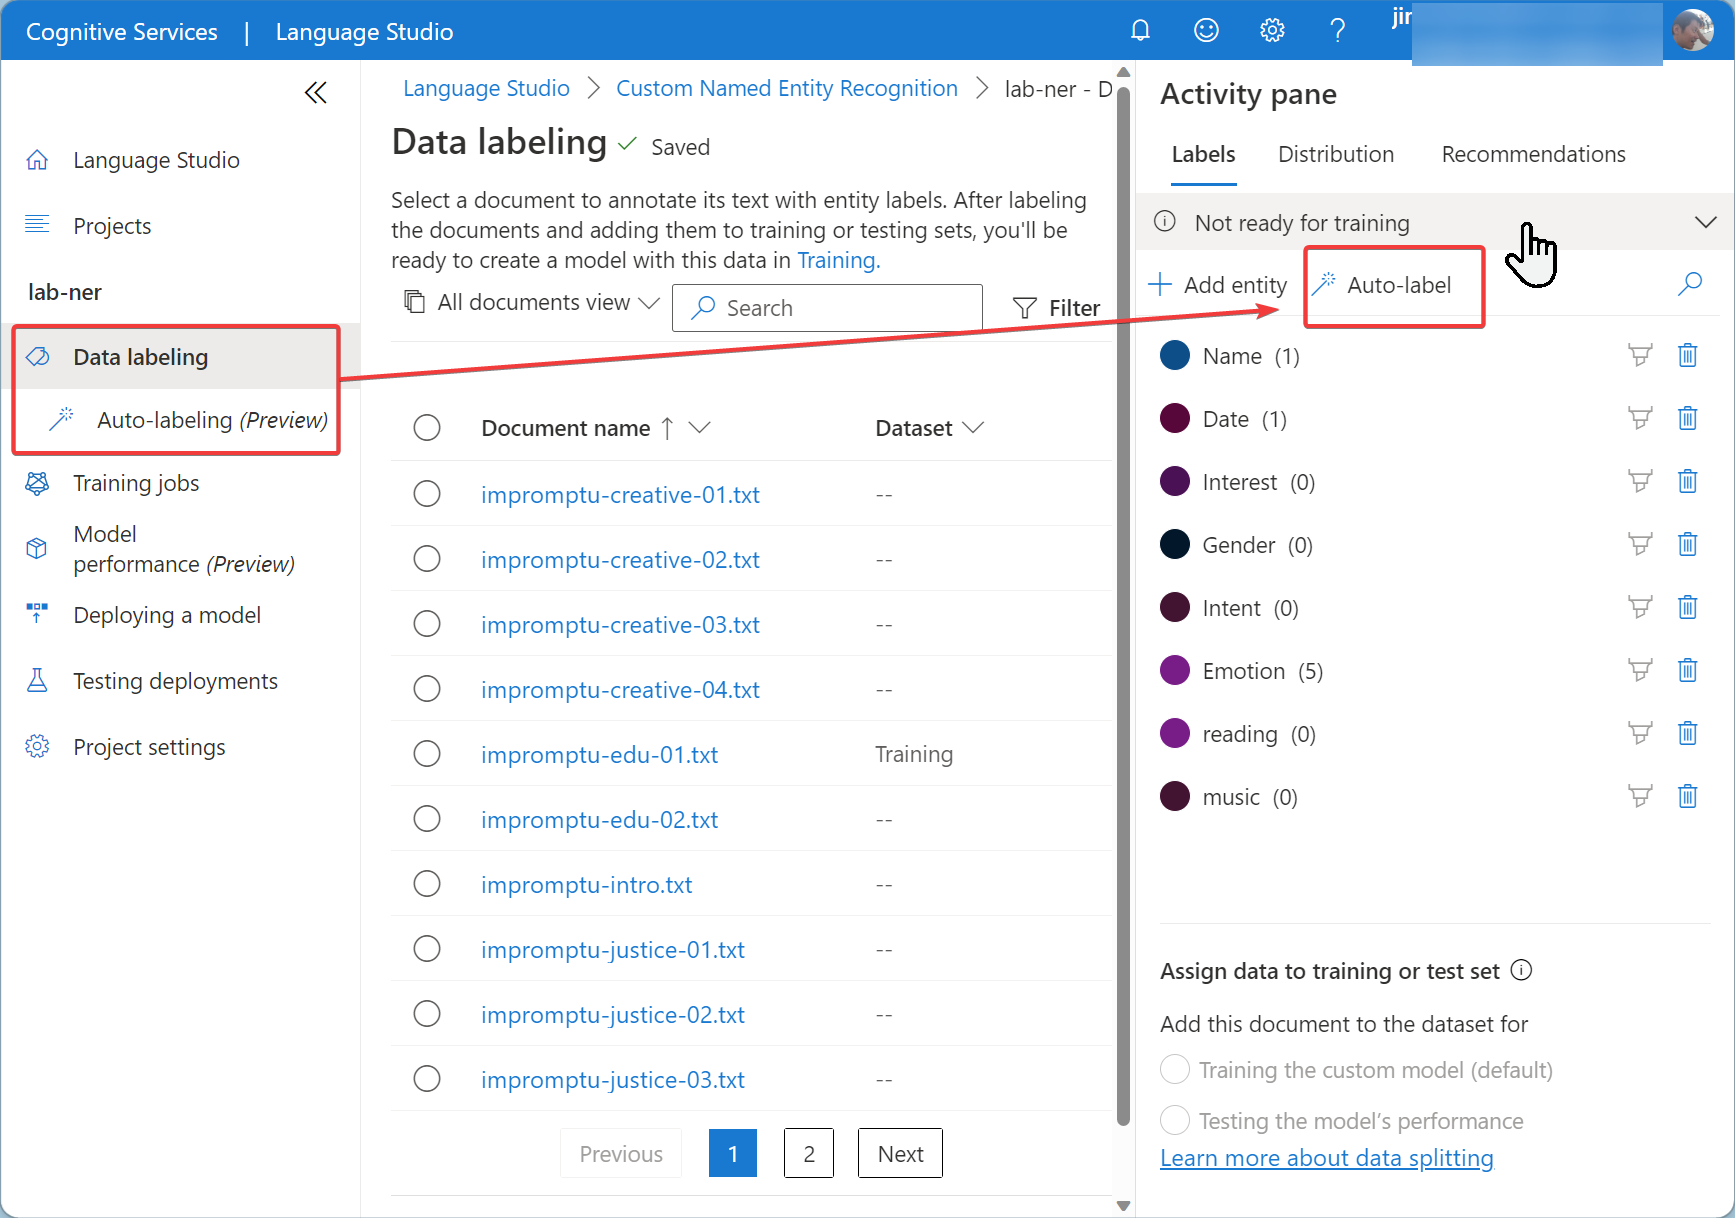 Cognitive Services | Language Studio
jin
Language Studio
Projects
lab-ner
Data labeling
Auto-labeling (Preview)
Training jobs
Model
performance (Preview)
Deploying a model
Testing deployments
Project settings
Language Studio > Custom Named Entity Recognition > lab-ner - D
Data labeling Saved
Select a document to annotate its text with entity labels. After labeling
the documents and adding them to training or testing sets, you'll be
ready to create a model with this data in Training.
All documents view Search Filter
Document name Dataset
impromptu-creative-01.txt --
impromptu-creative-02.txt --
impromptu-creative-03.txt --
impromptu-creative-04.txt --
impromptu-edu-01.txt Training
impromptu-edu-02.txt --
impromptu-intro.txt --
impromptu-justice-01.txt --
impromptu-justice-02.txt --
impromptu-justice-03.txt --
Previous 1 2 Next
Activity pane
Labels Distribution Recommendations
Not ready for training
Add entity Auto-label
Name (1)
Date (1)
Interest (0)
Gender (0)
Intent (0)
Emotion (5)
reading (0)
music (0)
Assign data to training or test set
Add this document to the dataset for
Training the custom model (default)
Testing the model's performance
Learn more about data splitting